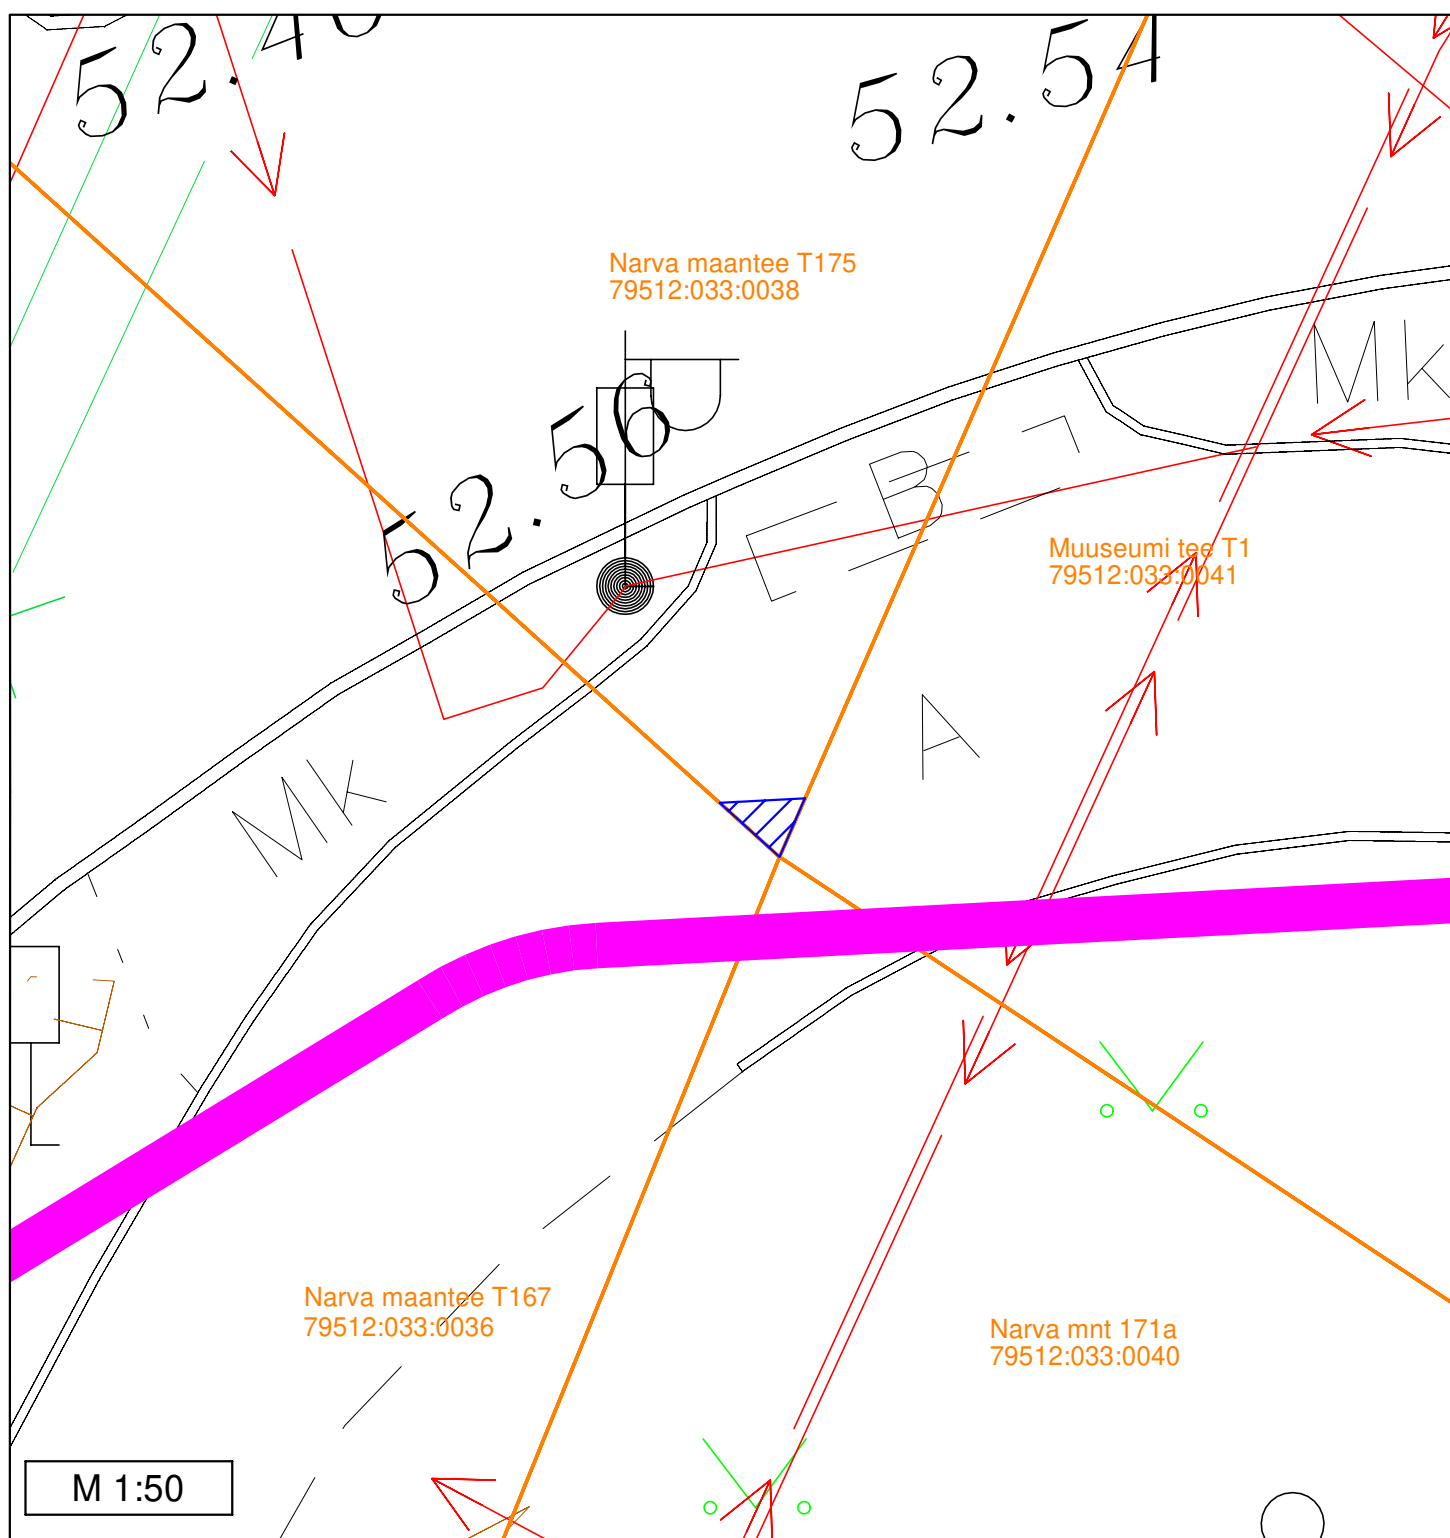 52.54
Narva maantee T175
79512:033:0038
Mk
52.56
B
Muuseumi tee T1
79512:033:0041
A
Mk
Narva maantee T167
79512:033:0036
Narva mnt 171a
79512:033:0040
M 1:50